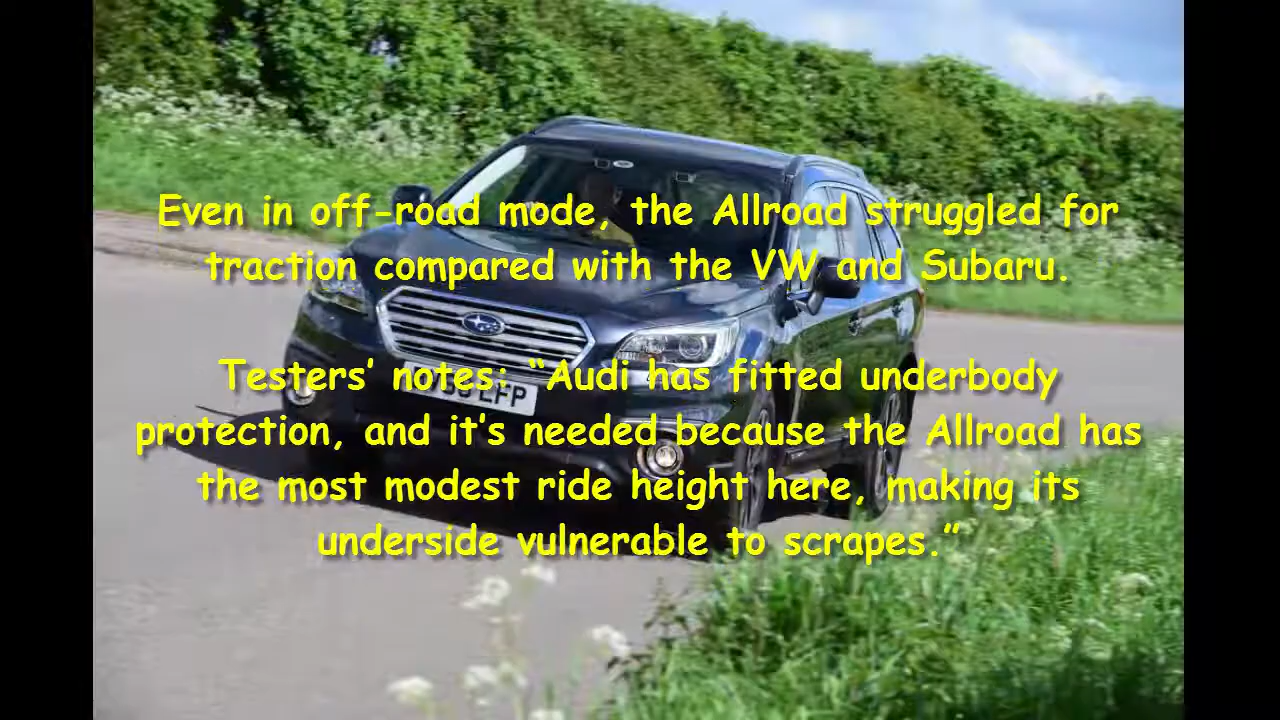 Even in off-road mode, the Allroad struggled for
traction compared with the VW and Subaru.
Testers’ notes: “Audi has fitted underbody
protection, and it’s needed because the Allroad has
the most modest ride height here, making its
underside vulnerable to scrapes.”